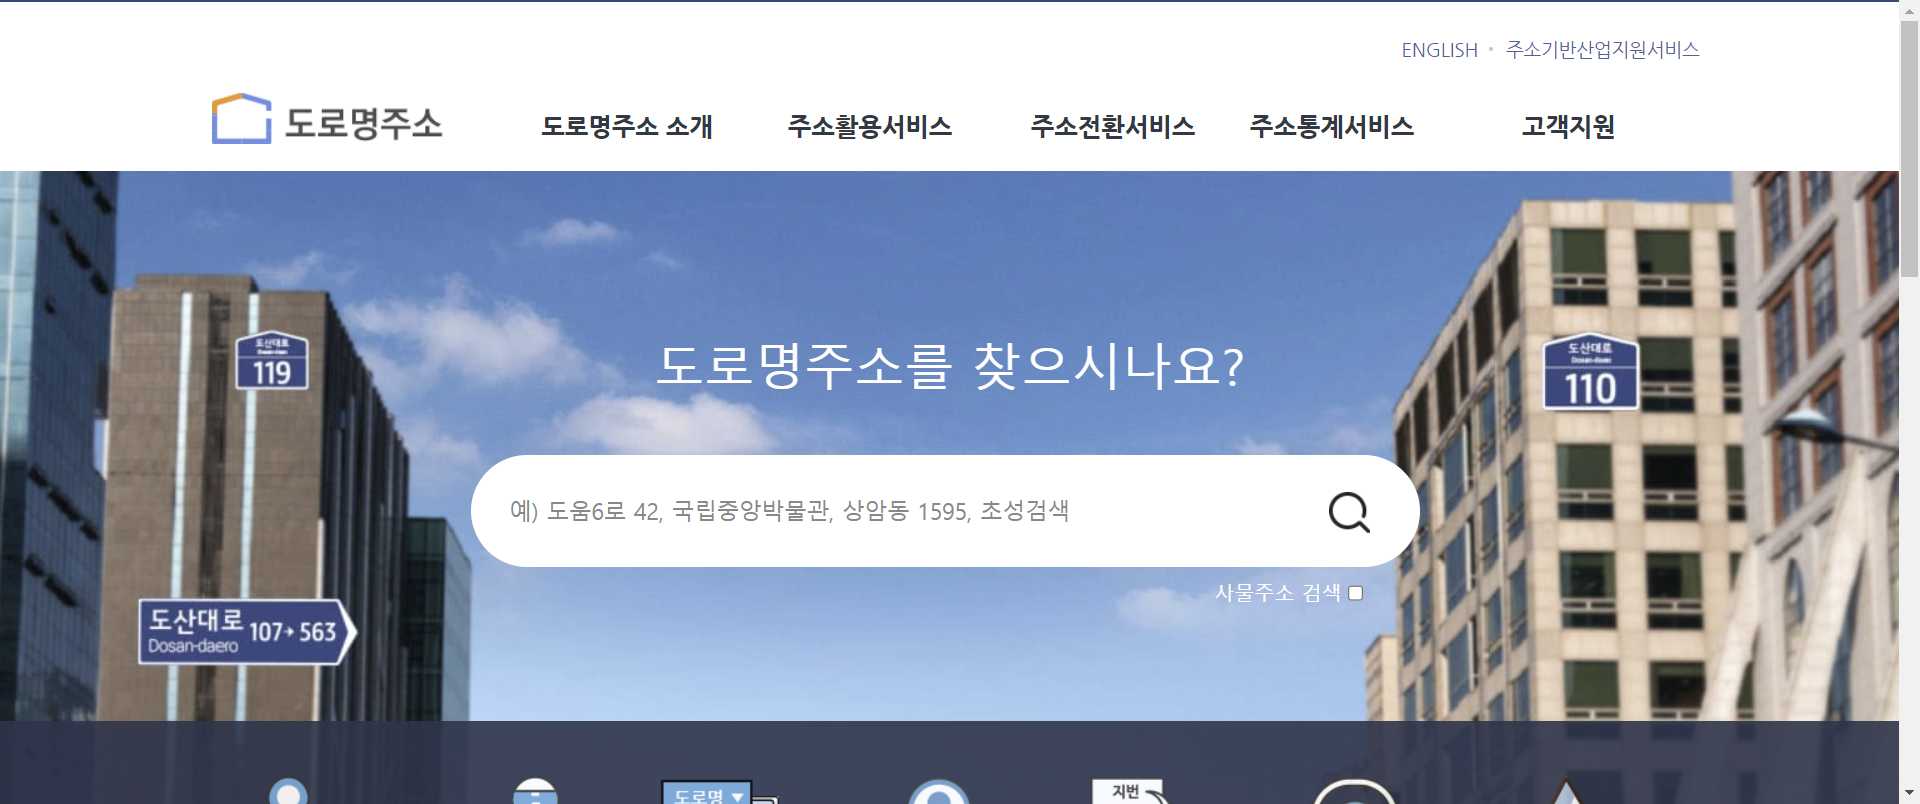 ENGLISH
주소기반산업지원서비스
도로명주소
도로명주소 소개
주소활용서비스
주소전환서비스
주소통계서비스
고객지원
도산대로
Dosan-daero
119
도로명주소를 찾으시나요?
도산대로
Dosan-daero
110
예) 도움6로 42, 국립중앙박물관, 상암동 1595, 초성검색
사물주소 검색
도산대로 107→563
Dosan-daero
도로명
지번